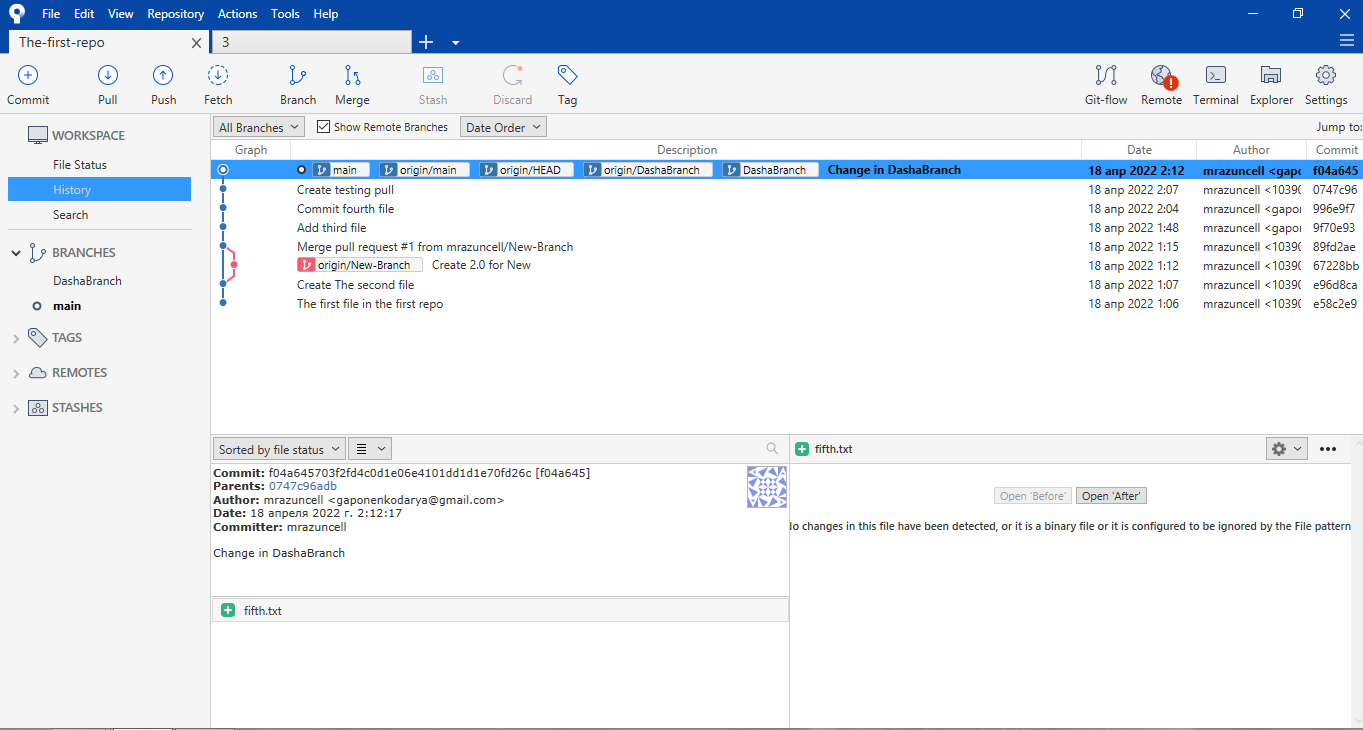 File Edit View Repository Actions Tools Help
The-first-repo 3
Commit Pull Push Fetch Branch Merge Stash Discard Tag Git-flow Remote Terminal Explorer Settings
WORKSPACE
File Status
History
Search
BRANCHES
DashaBranch
main
TAGS
REMOTES
STASHES
All Branches Show Remote Branches Date Order Jump to:
Graph Description Date Author Commit
main origin/main origin/HEAD origin/DashaBranch DashaBranch Change in DashaBranch 18 апр 2022 2:12 mrazuncell <gapo f04a645
Create testing pull 18 апр 2022 2:07 mrazuncell <1039 0747c96
Commit fourth file 18 апр 2022 2:04 mrazuncell <gapor 996e9f7
Add third file 18 апр 2022 1:48 mrazuncell <gapor 9f70e93
Merge pull request #1 from mrazuncell/New-Branch 18 апр 2022 1:15 mrazuncell <1039 89fd2ae
origin/New-Branch Create 2.0 for New 18 апр 2022 1:12 mrazuncell <1039 67228bb
Create The second file 18 апр 2022 1:07 mrazuncell <1039 e96d8ca
The first file in the first repo 18 апр 2022 1:06 mrazuncell <1039 e58c2e9
Sorted by file status
Commit: f04a645703f2fd4c0d1e06e4101dd1d1e70fd26c [f04a645]
Parents: 0747c96adb
Author: mrazuncell <gaponenkodarya@gmail.com>
Date: 18 апреля 2022 г. 2:12:17
Committer: mrazuncell
Change in DashaBranch
fifth.txt
fifth.txt
Open 'Before' Open 'After'
lo changes in this file have been detected, or it is a binary file or it is configured to be ignored by the File pattern